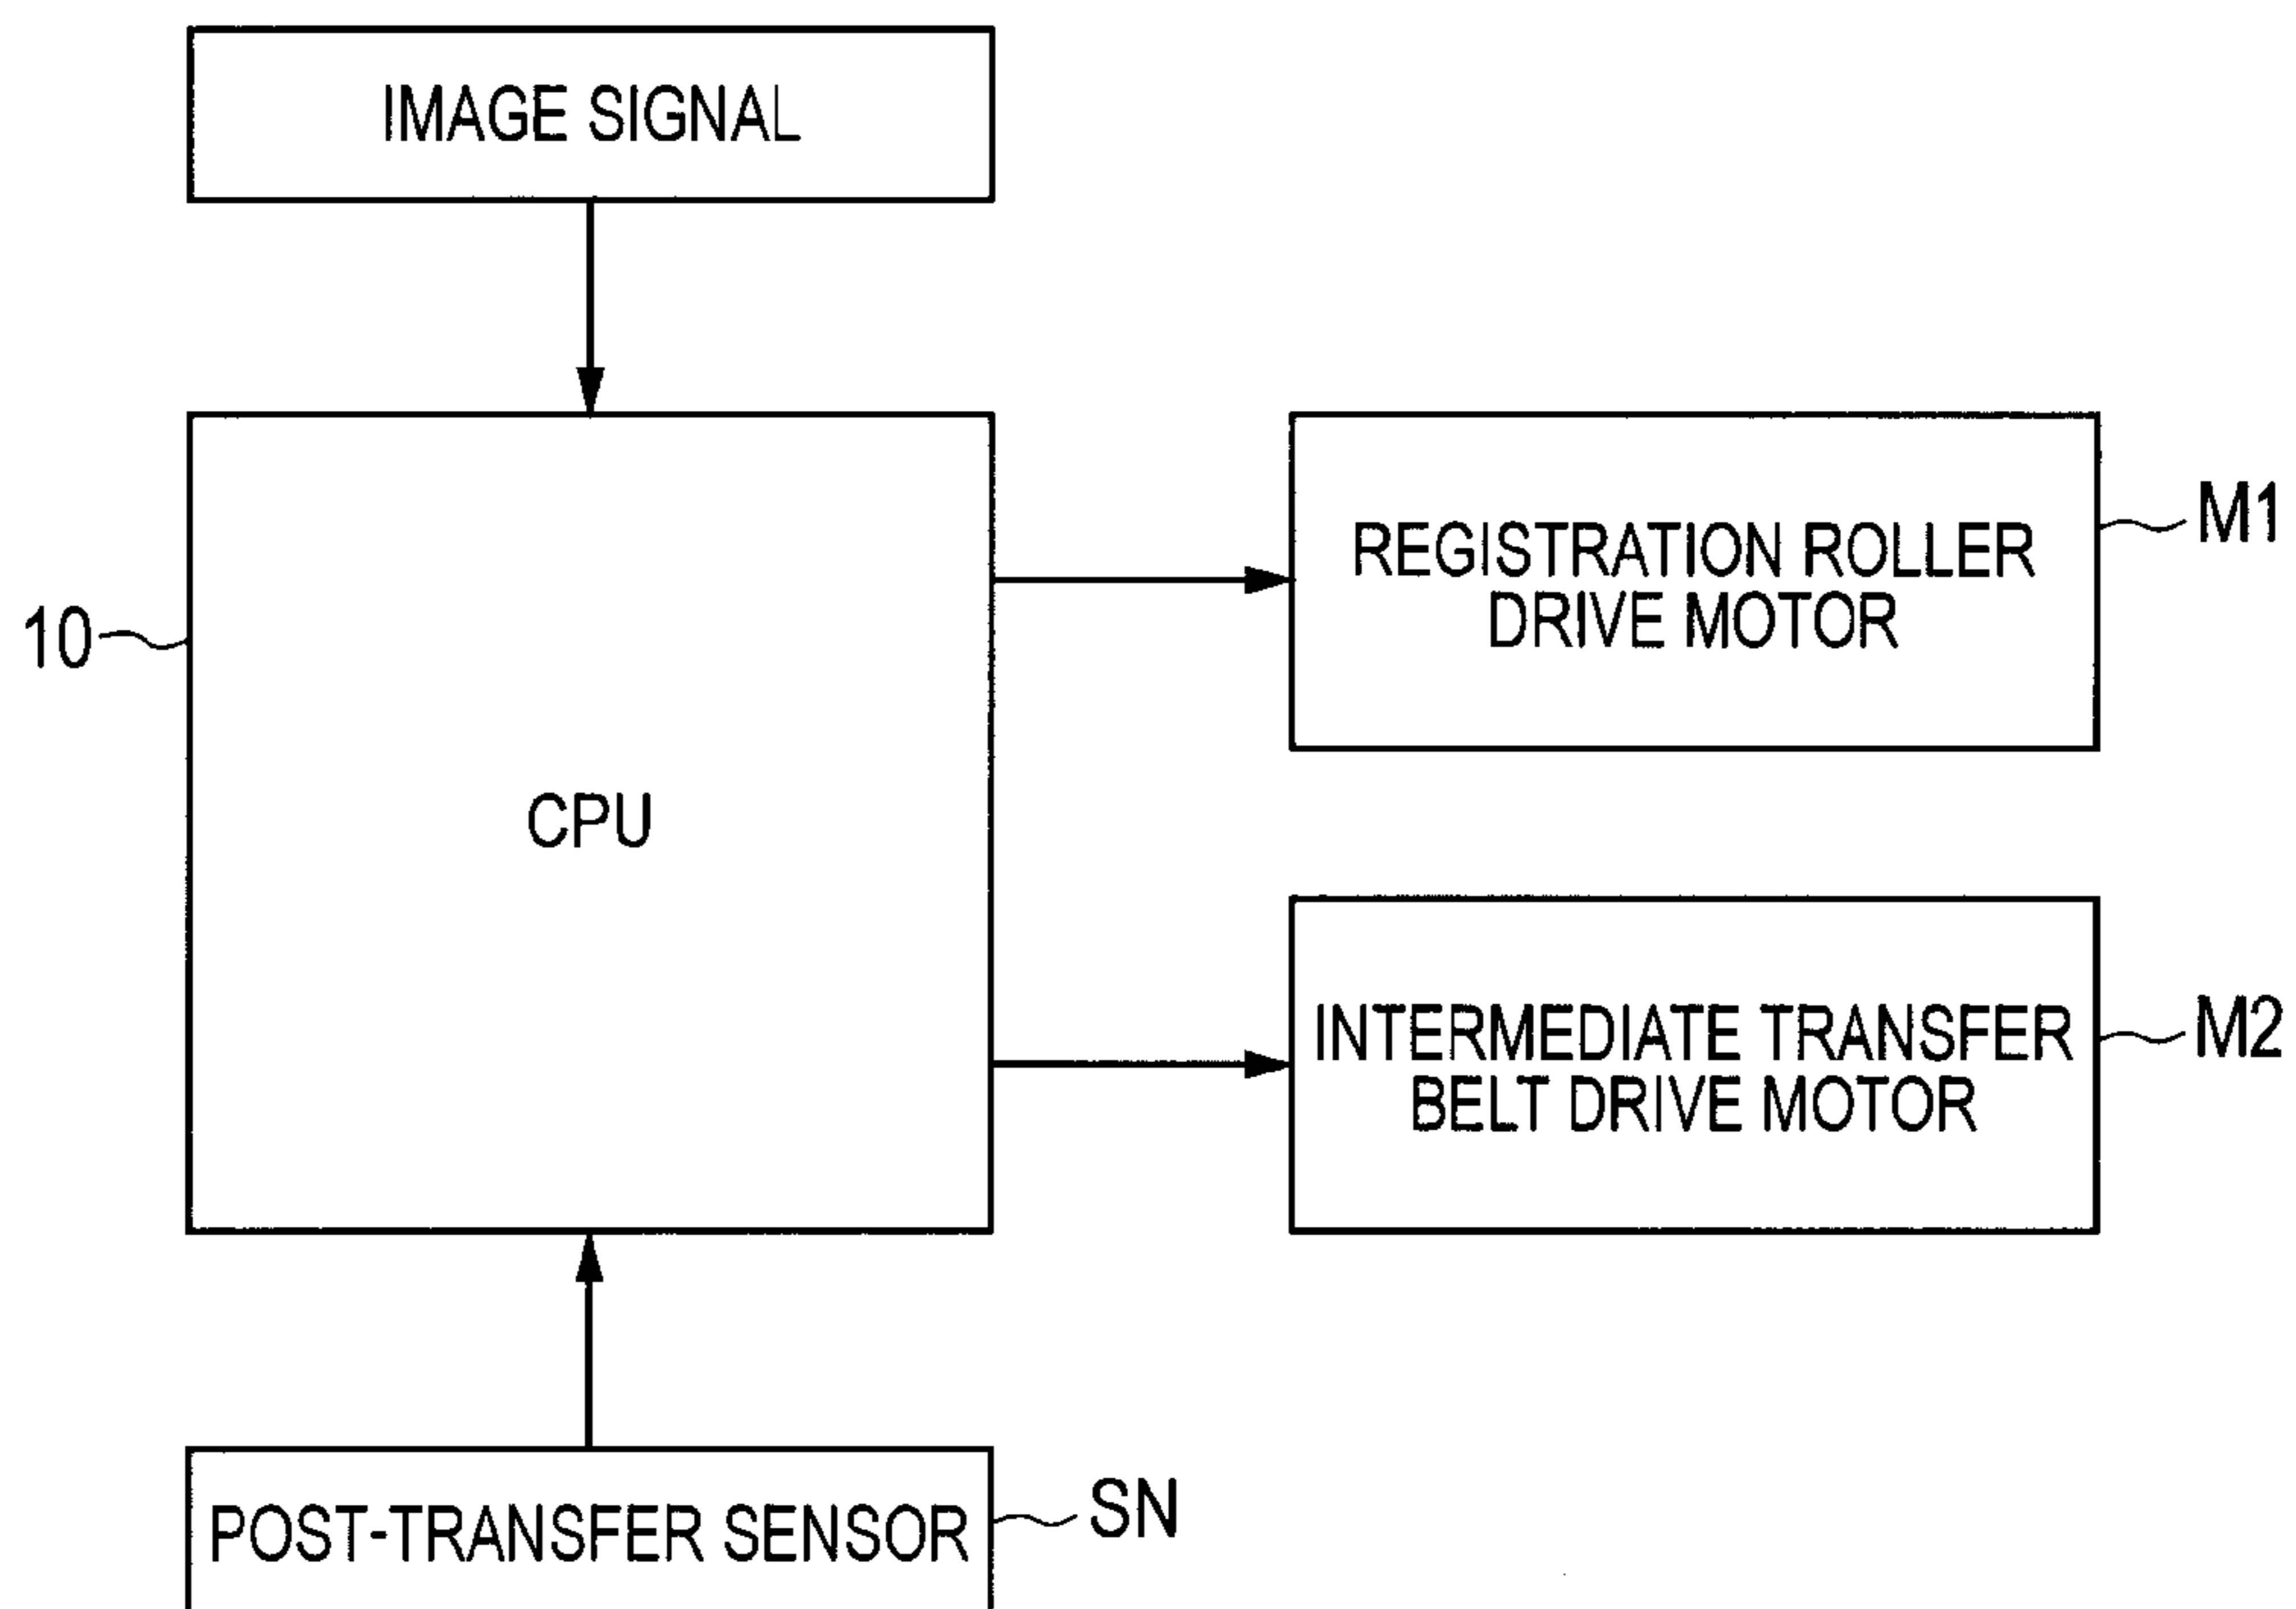 IMAGE SIGNAL
10
CPU
REGISTRATION ROLLER
DRIVE MOTOR
M1
INTERMEDIATE TRANSFER
BELT DRIVE MOTOR
M2
POST-TRANSFER SENSOR
SN